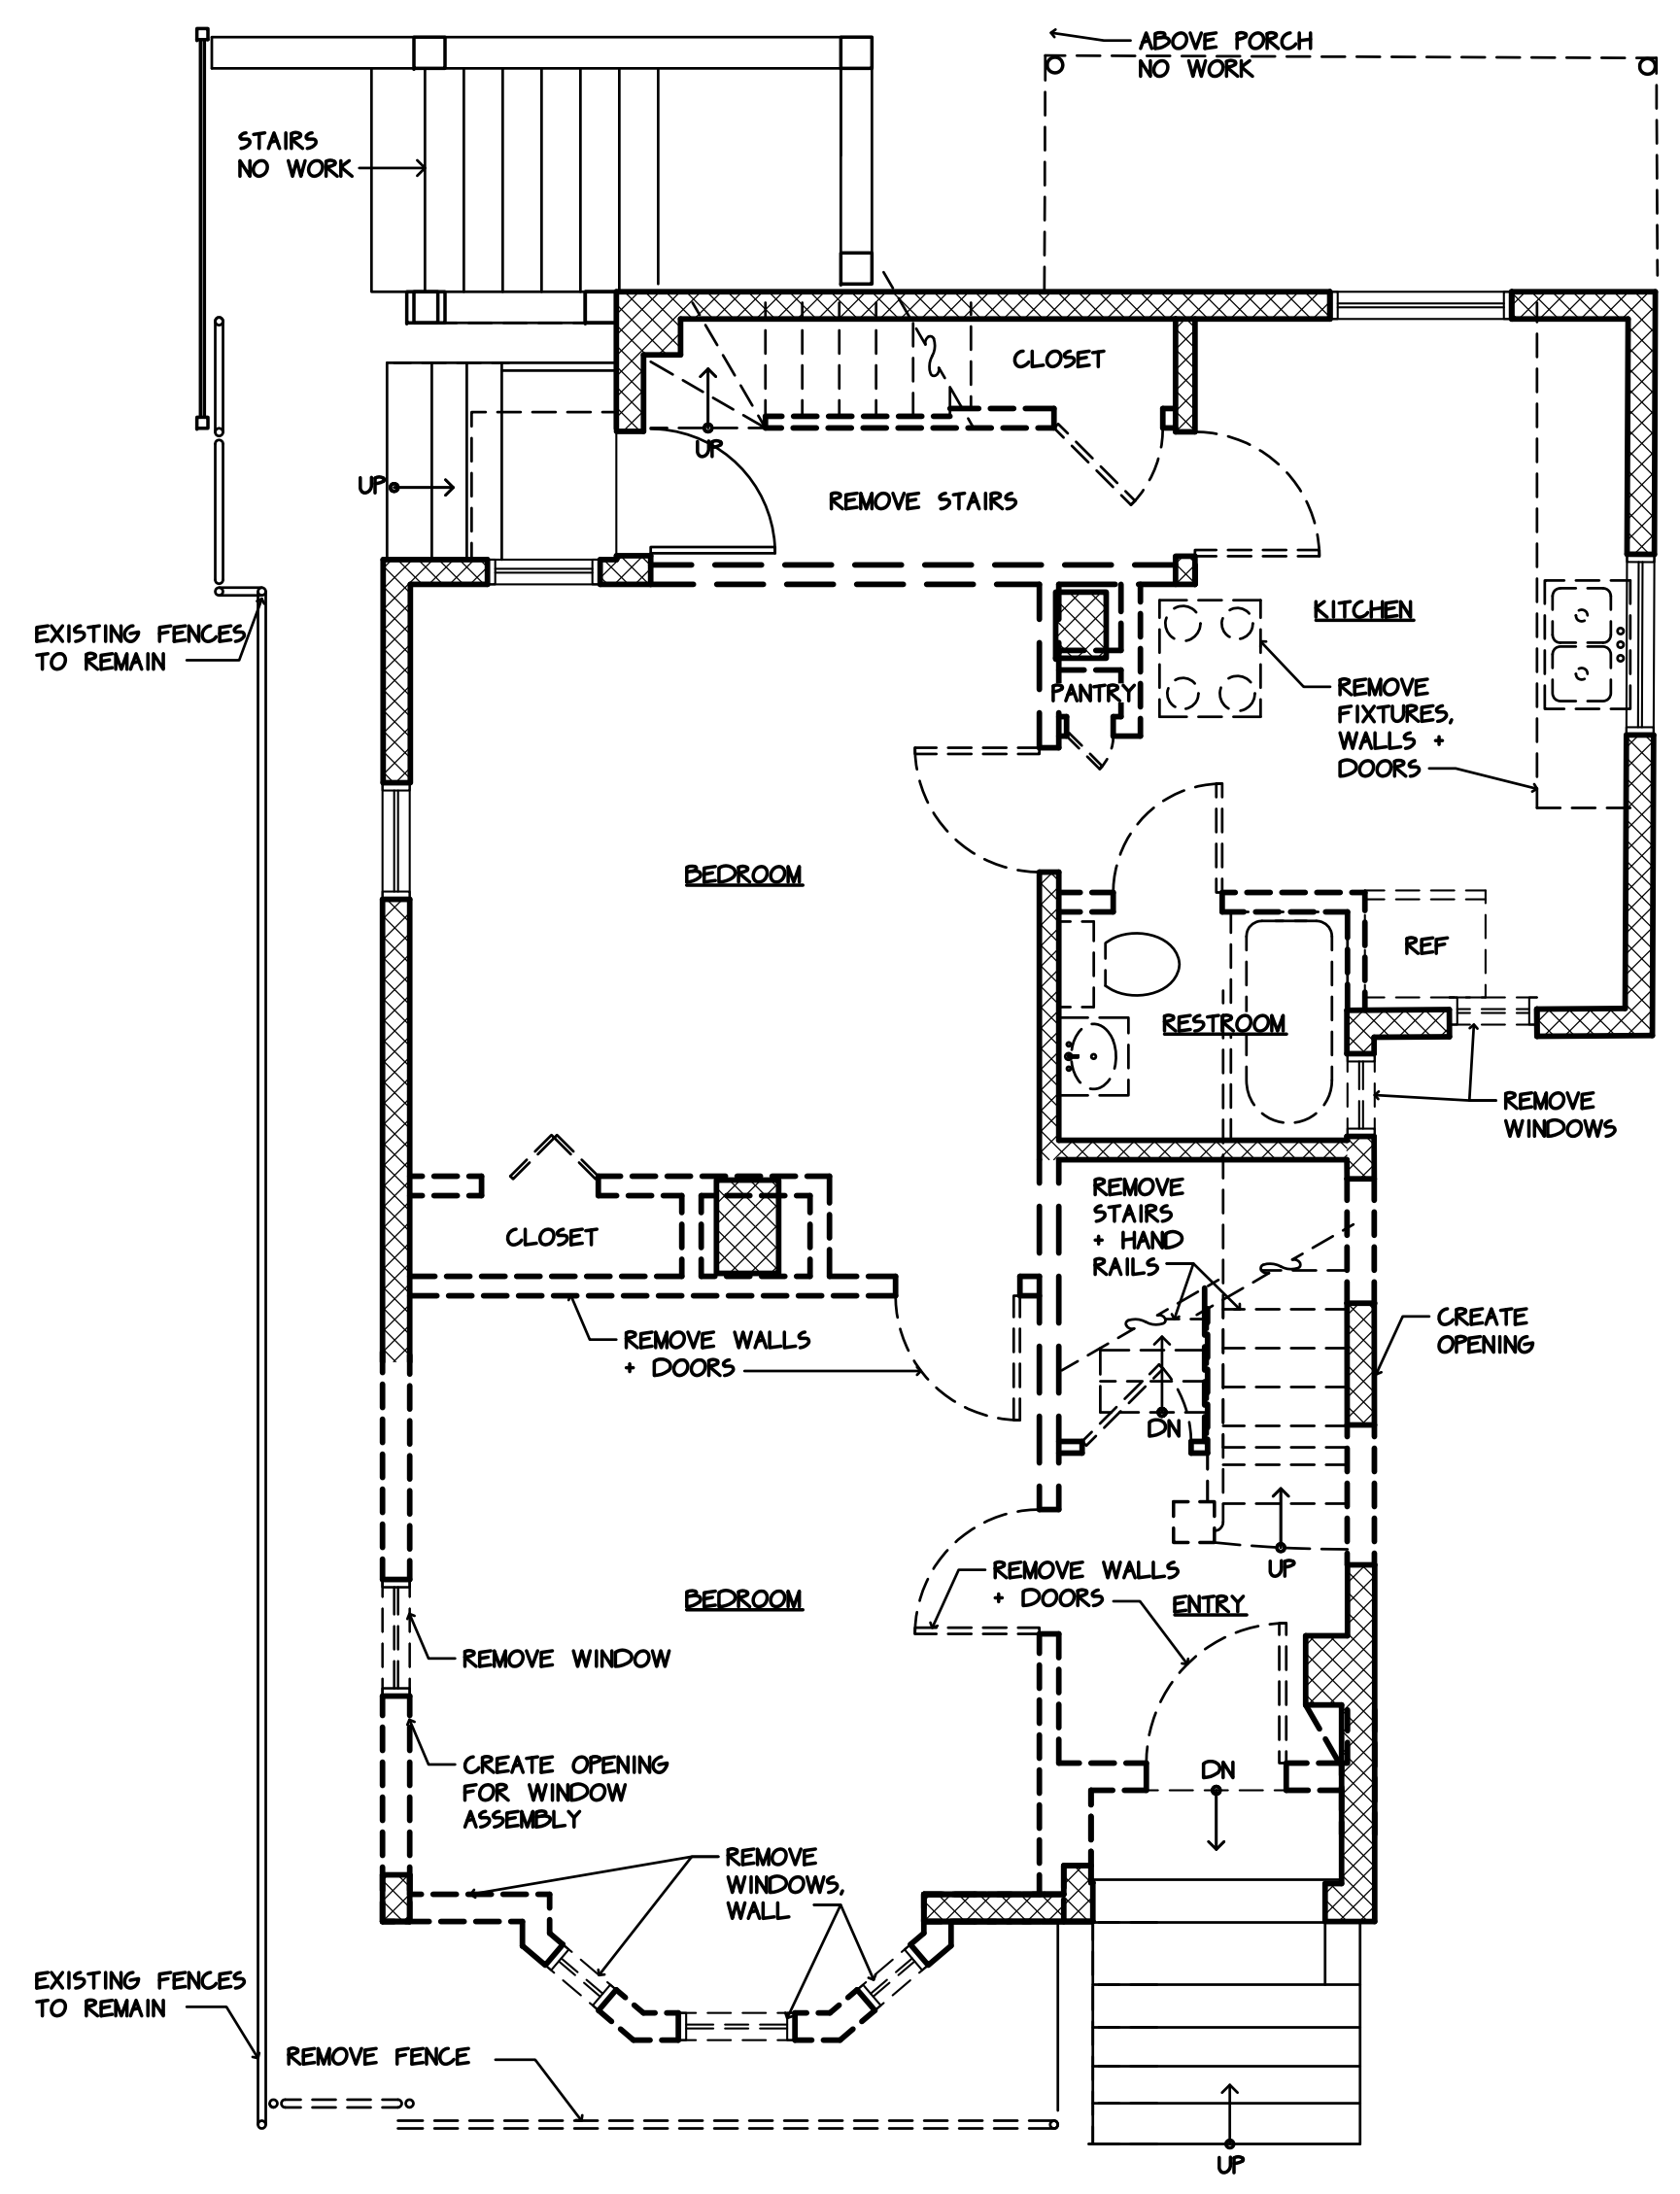 ABOVE PORCH
NO WORK
STAIRS
NO WORK
CLOSET
UP
UP
REMOVE STAIRS
KITCHEN
EXISTING FENCES
TO REMAIN
PANTRY
REMOVE
FIXTURES,
WALLS +
DOORS
BEDROOM
REF
RESTROOM
REMOVE
WINDOWS
REMOVE
STAIRS
+ HAND
RAILS
CLOSET
CREATE
OPENING
REMOVE WALLS
+ DOORS
DN
REMOVE WALLS
+ DOORS
UP
BEDROOM
ENTRY
REMOVE WINDOW
CREATE OPENING
FOR WINDOW
ASSEMBLY
DN
REMOVE
WINDOWS,
WALL
EXISTING FENCES
TO REMAIN
REMOVE FENCE
UP